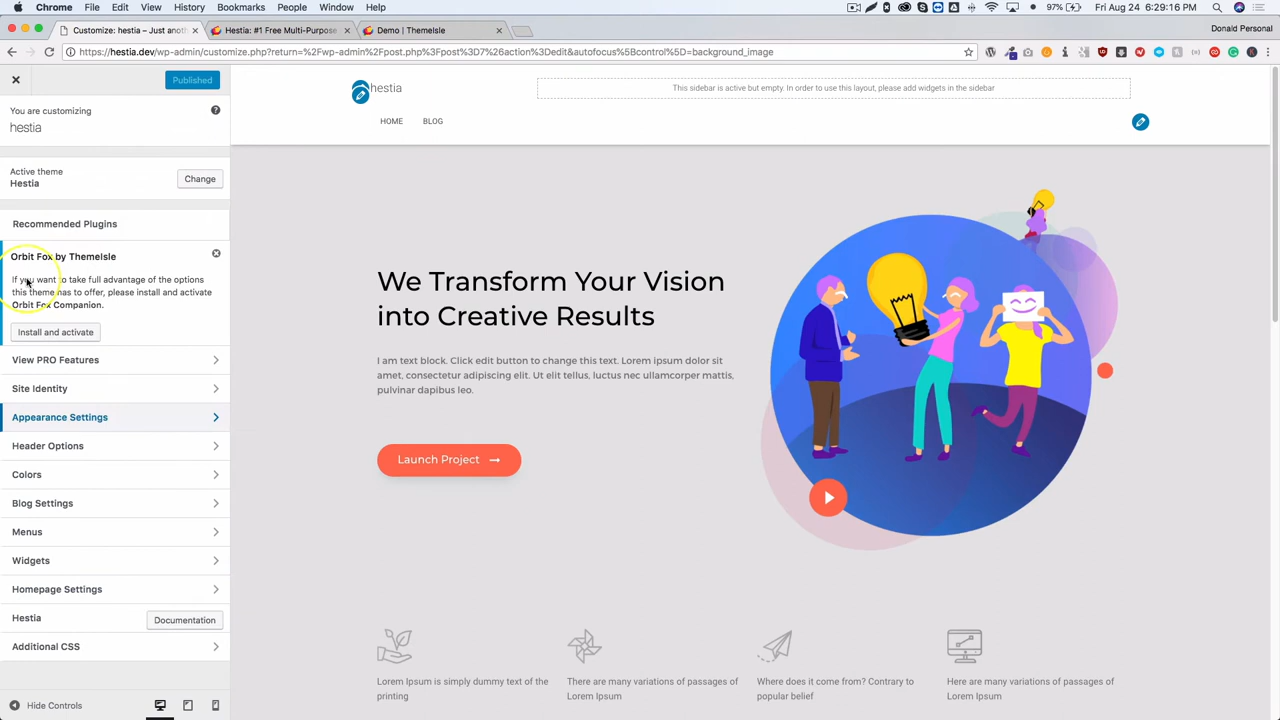 Chrome File Edit View History Bookmarks People Window Help
97% Fri Aug 24 6:29:16 PM
Customize: hestia – Just anoth
Hestia: #1 Free Multi-Purpose
Demo | ThemeIsle
Donald Personal
https://hestia.dev/wp-admin/customize.php?return=%2Fwp-admin%2Fpost.php%3Fpost%3D7%26action%3Dedit&autofocus%5Bcontrol%5D=background_image
Published
You are customizing
hestia
Active theme
Hestia
Change
Recommended Plugins
Orbit Fox by ThemeIsle
If you want to take full advantage of the options
this theme has to offer, please install and activate
Orbit Fox Companion.
Install and activate
View PRO Features
Site Identity
Appearance Settings
Header Options
Colors
Blog Settings
Menus
Widgets
Homepage Settings
Hestia
Documentation
Additional CSS
Hide Controls
hestia
This sidebar is active but empty. In order to use this layout, please add widgets in the sidebar
HOME BLOG
We Transform Your Vision
into Creative Results
I am text block. Click edit button to change this text. Lorem ipsum dolor sit
amet, consectetur adipiscing elit. Ut elit tellus, luctus nec ullamcorper mattis,
pulvinar dapibus leo.
Launch Project
Lorem Ipsum is simply dummy text of the
printing
There are many variations of passages of
Lorem Ipsum
Where does it come from? Contrary to
popular belief
Here are many variations of passages of
Lorem Ipsum